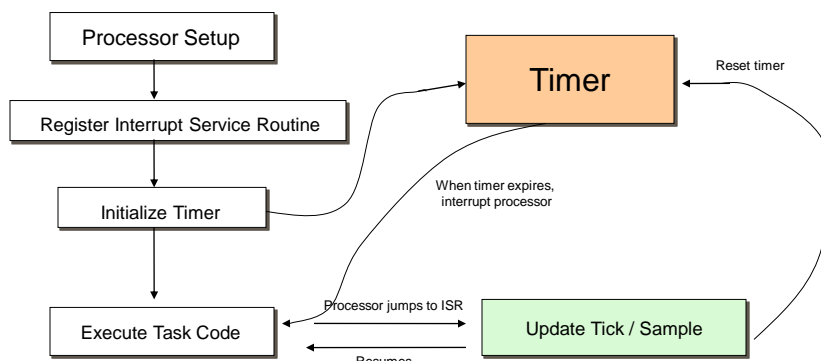 Processor Setup
Timer
Reset timer
Register Interrupt Service Routine
When timer expires,
interrupt processor
Initialize Timer
Processor jumps to ISR
Execute Task Code
Update Tick / Sample
Resumes